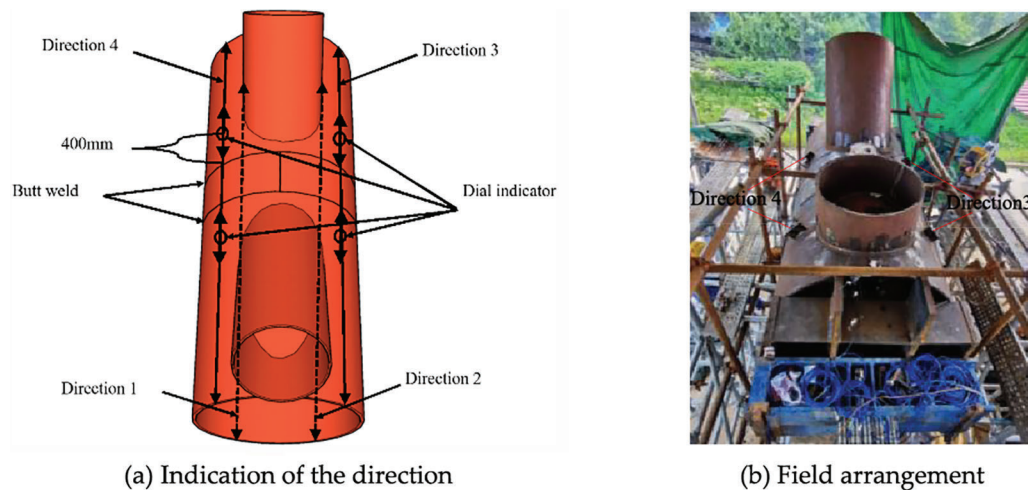 Direction 4
Direction 3
400mm
Butt weld
Dial indicator
Direction 1
Direction 2
Direction 4
Direction3
(a) Indication of the direction
(b) Field arrangement